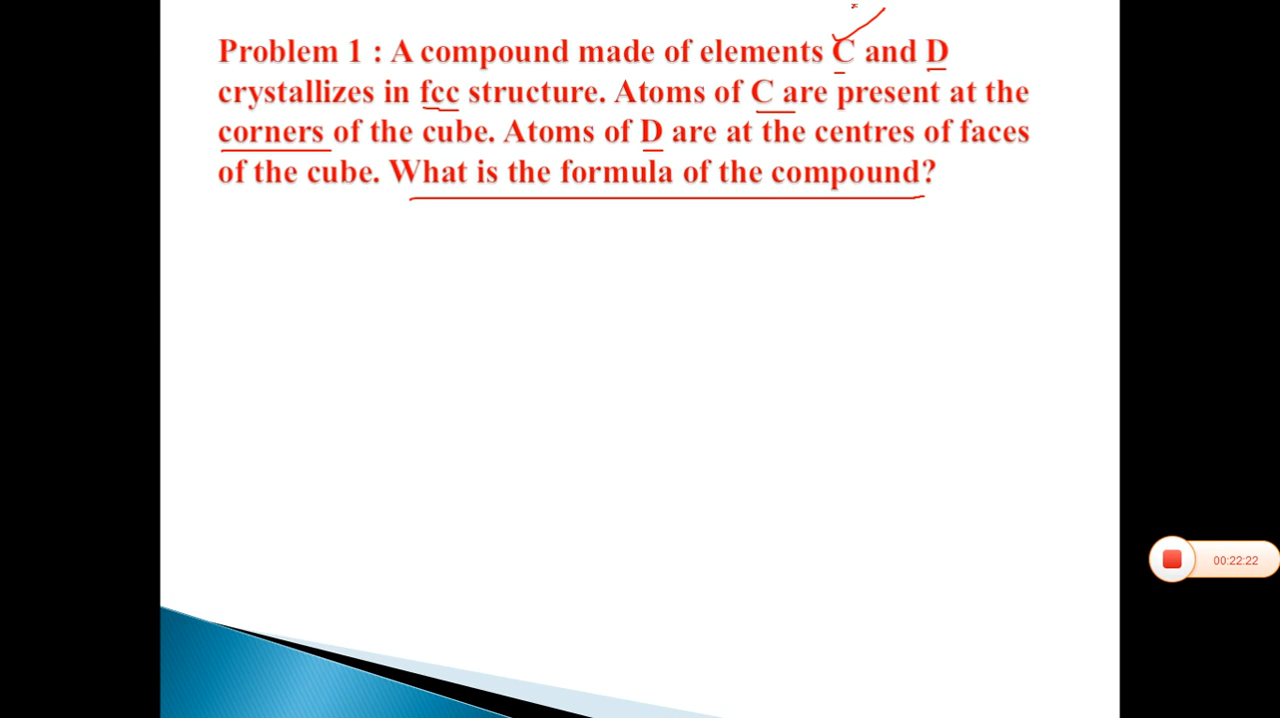 Problem 1 : A compound made of elements C and D
crystallizes in fcc structure. Atoms of C are present at the
corners of the cube. Atoms of D are at the centres of faces
of the cube. What is the formula of the compound?
00:22:22